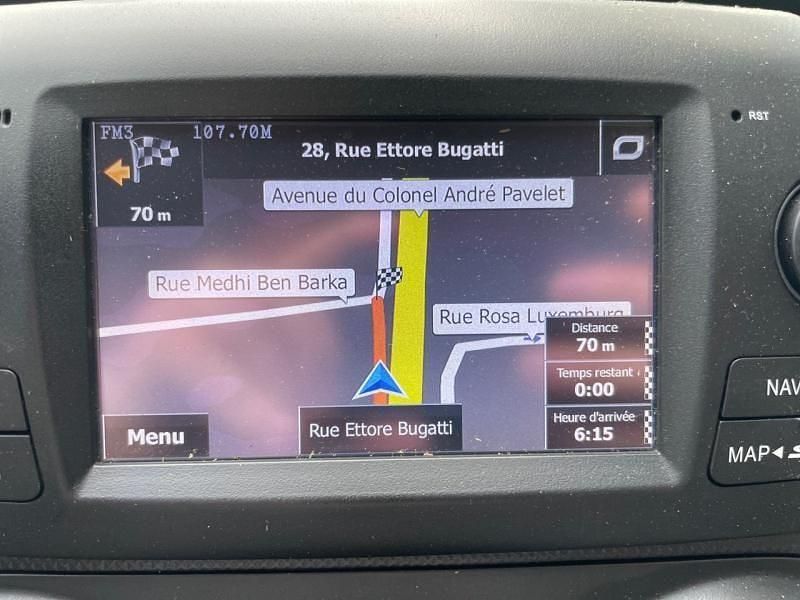 RST
FM3 107.70M
28, Rue Ettore Bugatti
70 m
Avenue du Colonel André Pavelet
Rue Medhi Ben Barka
Rue Rosa Luxemburg
Distance
70 m
Temps restant
0:00
Heure d'arrivée
6:15
Menu
Rue Ettore Bugatti
NAV
MAP